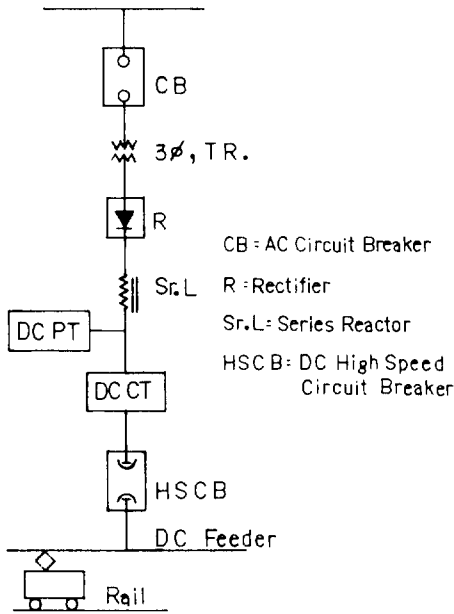 CB
3ø, TR.
R
CB = AC Circuit Breaker
Sr.L
R = Rectifier
DC PT
Sr.L = Series Reactor
DC CT
HSCB = DC High Speed
Circuit Breaker
HSCB
DC Feeder
Rail